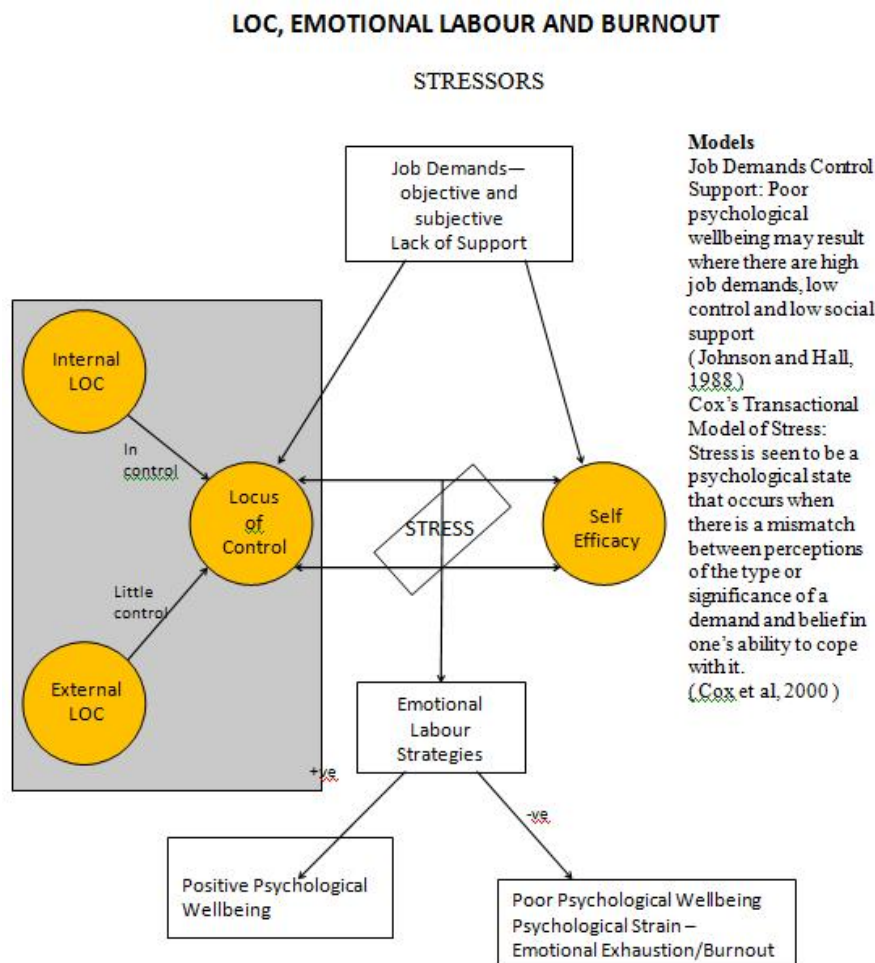 LOC, EMOTIONAL LABOUR AND BURNOUT
STRESSORS
Job Demands—
objective and
subjective
Lack of Support
Models
Job Demands Control
Support: Poor
psychological
wellbeing may result
where there are high
job demands, low
control and low social
support
( Johnson and Hall,
1988 )
Cox’s Transactional
Model of Stress:
Stress is seen to be a
psychological state
that occurs when
there is a mismatch
between perceptions
of the type or
significance of a
demand and belief in
one’s ability to cope
with it.
( Cox et al, 2000 )
Internal
LOC
In
control
Locus
of
Control
STRESS
Self
Efficacy
Little
control
External
LOC
Emotional
Labour
Strategies
+ve
-ve
Positive Psychological
Wellbeing
Poor Psychological Wellbeing
Psychological Strain –
Emotional Exhaustion/Burnout